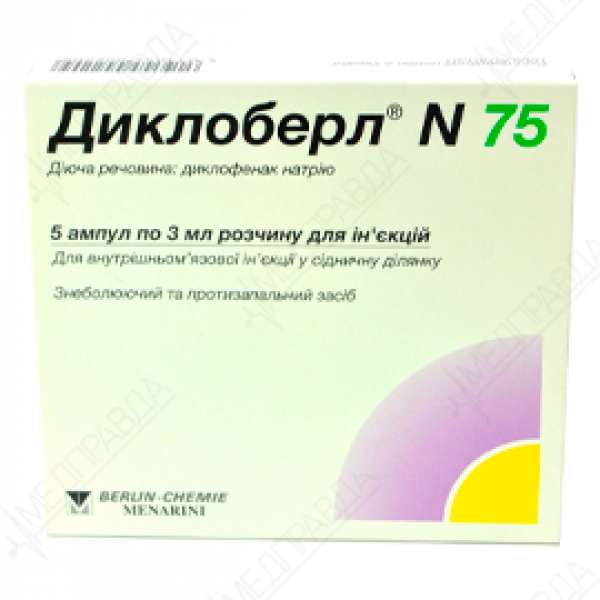 Диклоберл® N 75
Діюча речовина: диклофенак натрію
5 ампул по 3 мл розчину для ін'єкцій
Для внутрішньом'язової ін'єкції у сідничну ділянку
Знеболюючий та протизапальний засіб
BERLIN-CHEMIE
MENARINI
МЕДПРАВДА